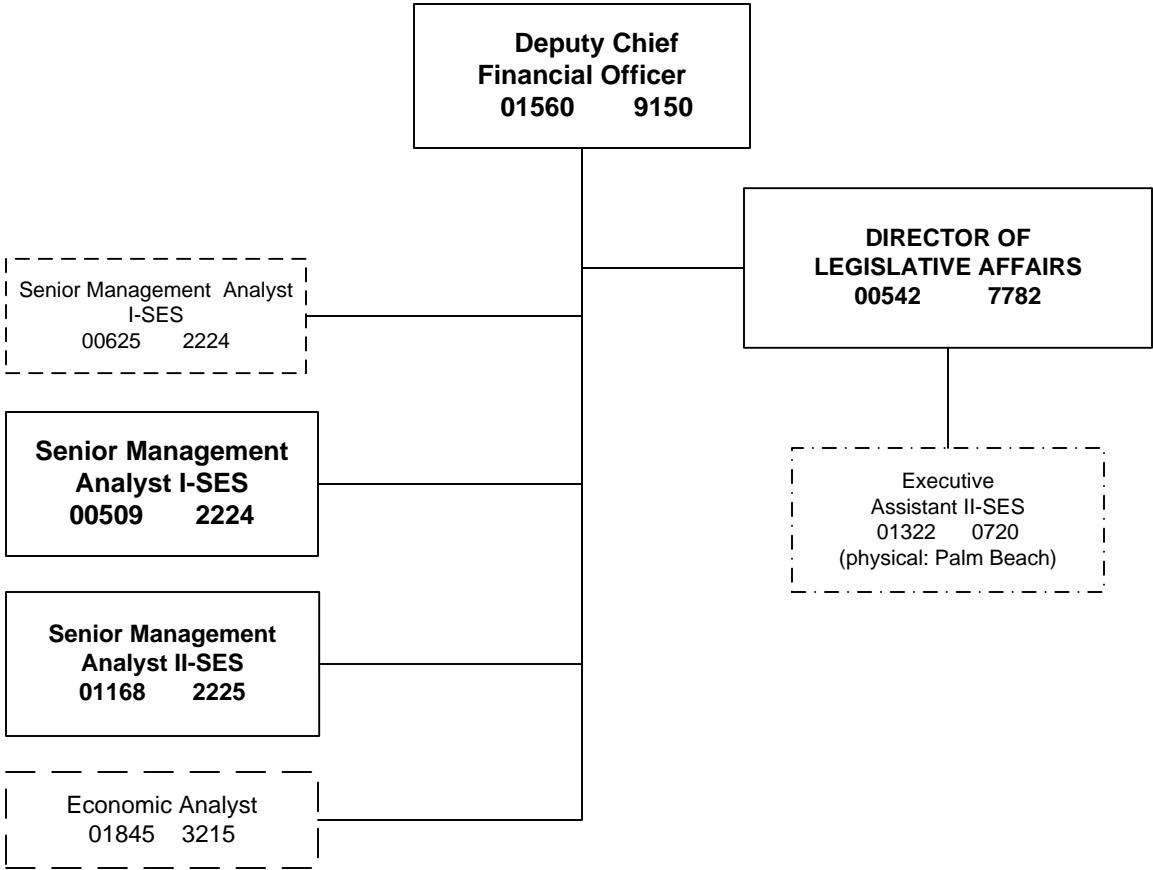 Deputy Chief
Financial Officer
01560 9150
DIRECTOR OF
LEGISLATIVE AFFAIRS
00542 7782
Senior Management Analyst
I-SES
00625 2224
Senior Management
Analyst I-SES
00509 2224
Executive
Assistant II-SES
01322 0720
(physical: Palm Beach)
Senior Management
Analyst II-SES
01168 2225
Economic Analyst
01845 3215